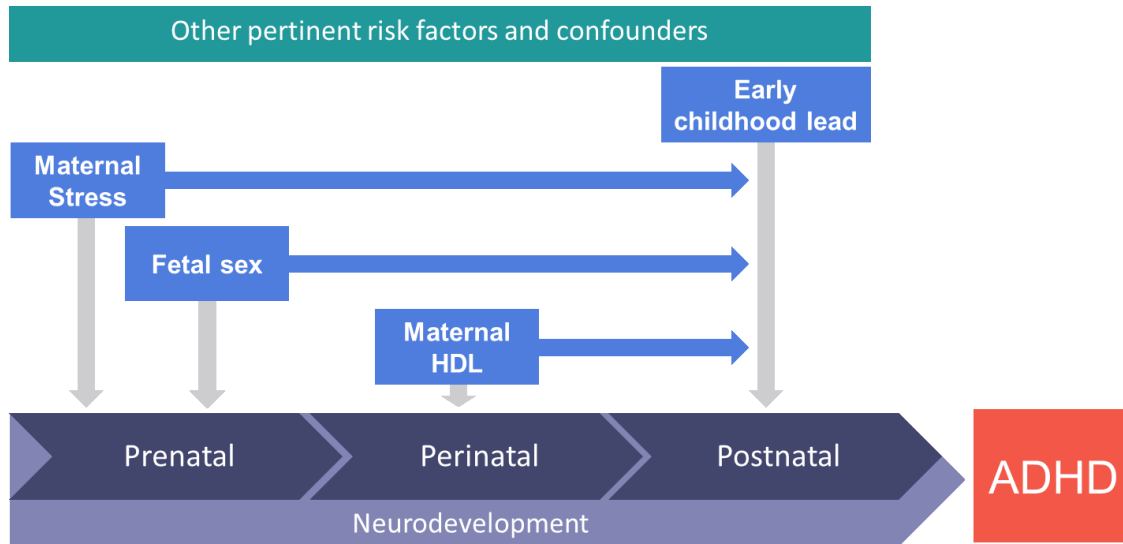 Other pertinent risk factors and confounders
Early
childhood lead
Maternal
Stress
Fetal sex
Maternal
HDL
Prenatal
Perinatal
Postnatal
ADHD
Neurodevelopment